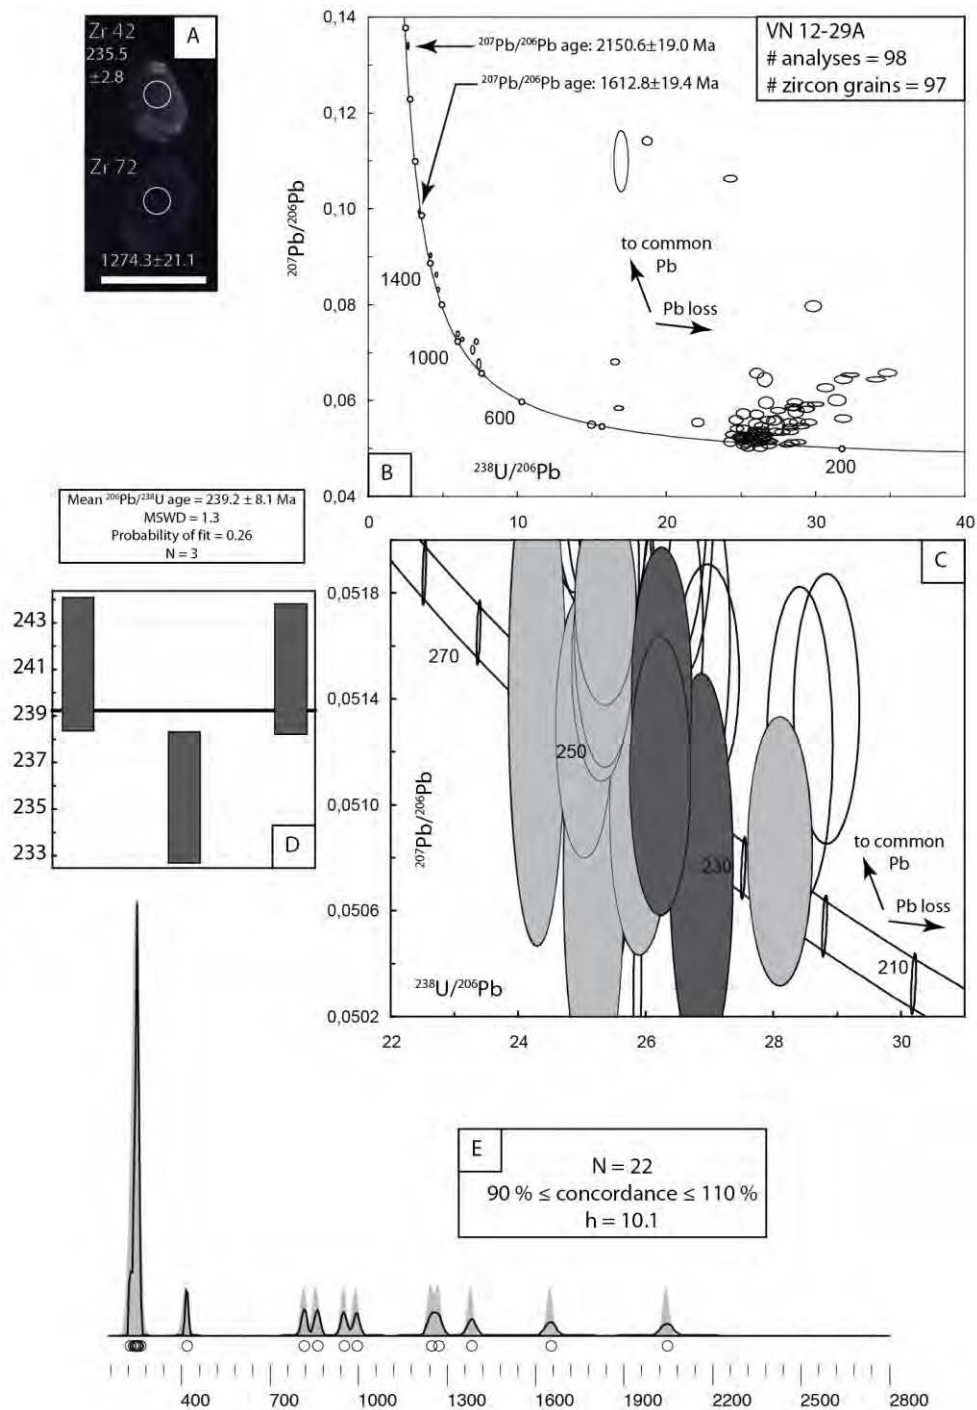 Zr 42
A
235.5
±2.8
Zr 72
1274.3±21.1
0,14
0,12
0,10
0,08
0,06
0,04
207Pb/206Pb
207Pb/206Pb age: 2150.6±19.0 Ma
207Pb/206Pb age: 1612.8±19.4 Ma
VN 12-29A
# analyses = 98
# zircon grains = 97
to common
Pb
Pb loss
1400
1000
600
200
B
238U/206Pb
0
10
20
30
40
Mean 206Pb/238U age = 239.2 ± 8.1 Ma
MSWD = 1.3
Probability of fit = 0.26
N = 3
243
241
239
237
235
233
D
C
0,0518
0,0514
0,0510
0,0506
0,0502
207Pb/206Pb
270
250
230
210
to common
Pb
Pb loss
238U/206Pb
22
24
26
28
30
E
N = 22
90 % ≤ concordance ≤ 110 %
h = 10.1
400
700
1000
1300
1600
1900
2200
2500
2800